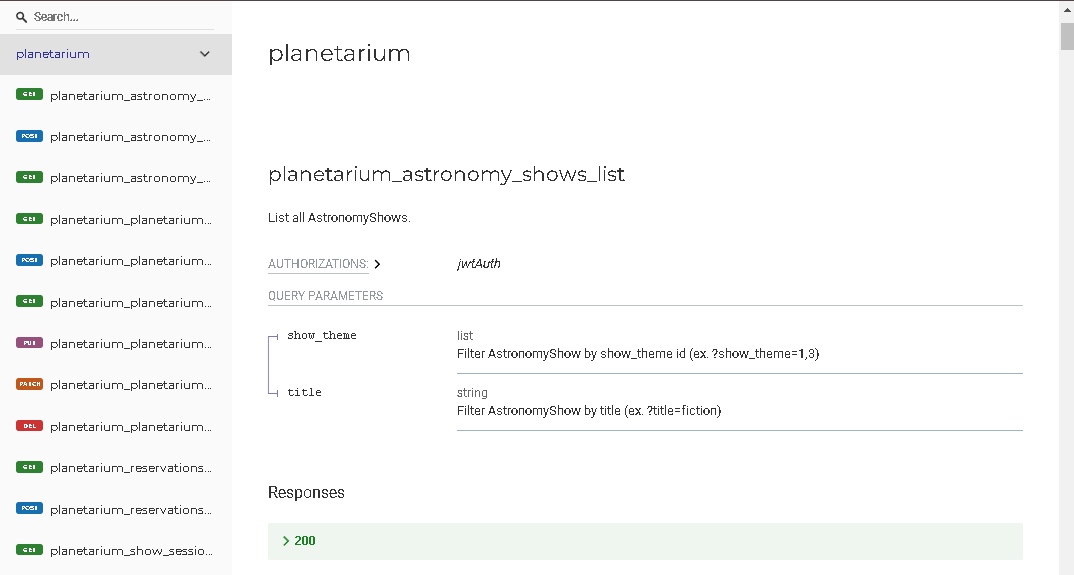 Search...
planetarium
GET planetarium_astronomy_...
POST planetarium_astronomy_...
GET planetarium_astronomy_...
GET planetarium_planetarium...
POST planetarium_planetarium...
GET planetarium_planetarium...
PUT planetarium_planetarium...
PATCH planetarium_planetarium...
DEL planetarium_planetarium...
GET planetarium_reservations...
POST planetarium_reservations...
GET planetarium_show_sessio...
planetarium
planetarium_astronomy_shows_list
List all AstronomyShows.
AUTHORIZATIONS: jwtAuth
QUERY PARAMETERS
show_theme list
Filter AstronomyShow by show_theme id (ex. ?show_theme=1,3)
title string
Filter AstronomyShow by title (ex. ?title=fiction)
Responses
200